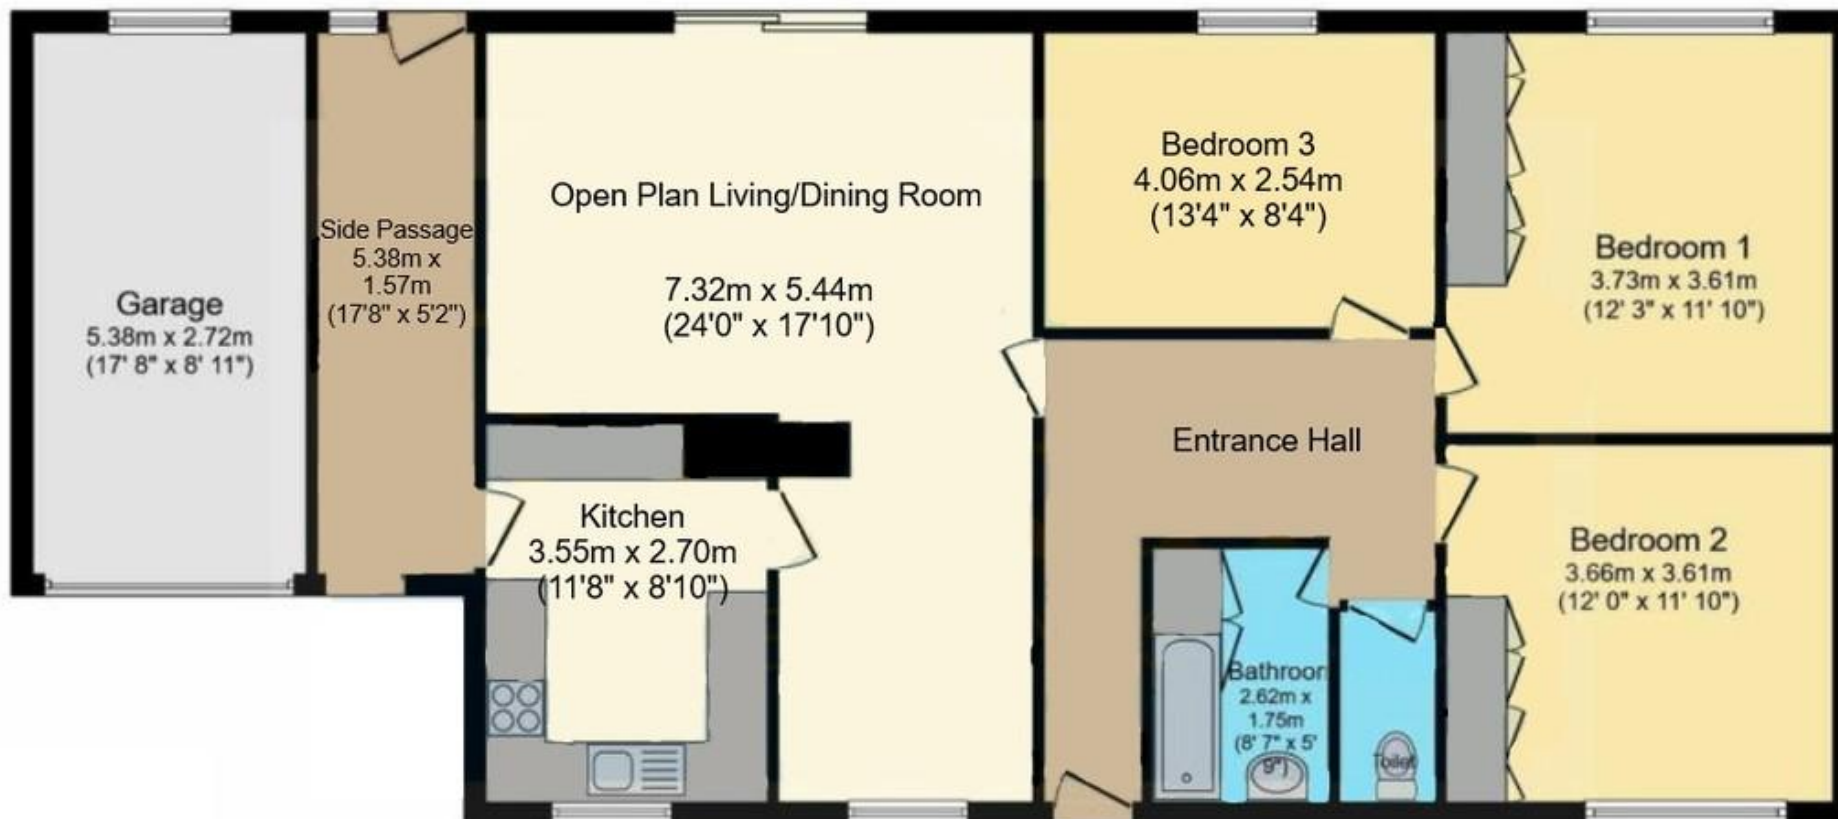 Garage
5.38m x 2.72m
(17' 8" x 8' 11")
Side Passage
5.38m x
1.57m
(17'8" x 5'2")
Open Plan Living/Dining Room
7.32m x 5.44m
(24'0" x 17'10")
Kitchen
3.55m x 2.70m
(11'8" x 8'10")
Bedroom 3
4.06m x 2.54m
(13'4" x 8'4")
Entrance Hall
Bedroom 1
3.73m x 3.61m
(12' 3" x 11' 10")
Bedroom 2
3.66m x 3.61m
(12' 0" x 11' 10")
Bathroom
2.62m x
1.75m
(8' 7" x 5'
9")
Toilet